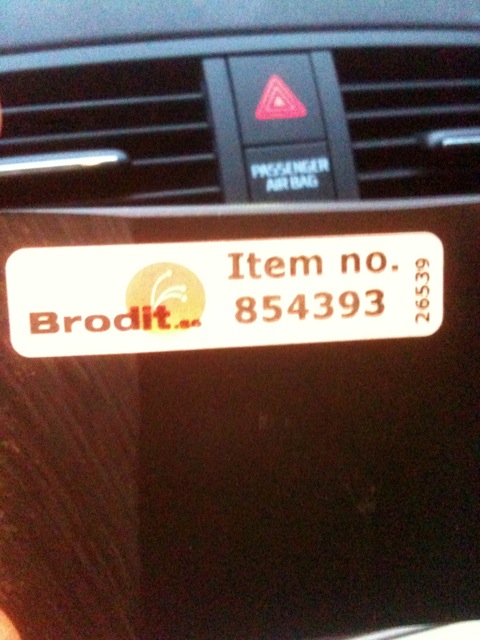 PASSENGER
AIR BAG
Brodit.se
Item no.
854393
26539